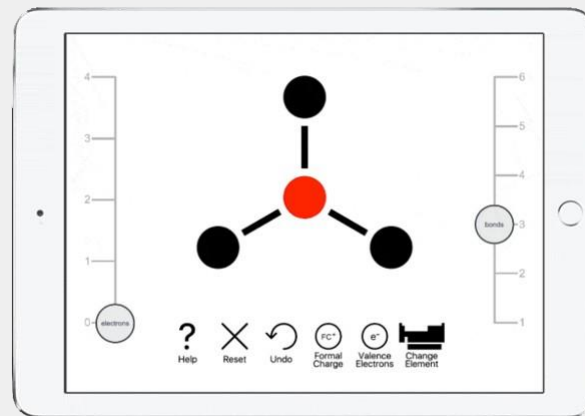 4
3
2
1
0
electrons
6
5
4
3
2
1
bonds
?
Help
Reset
Undo
FC⁺
Formal
Charge
e⁻
Valence
Electrons
Change
Element